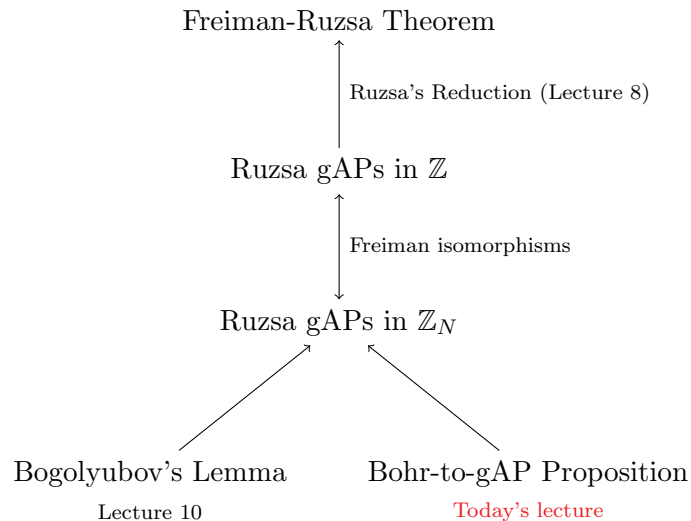 Freiman-Ruzsa Theorem
Ruzsa's Reduction (Lecture 8)
Ruzsa gAPs in ℤ
Freiman isomorphisms
Ruzsa gAPs in ℤ_N
Bogolyubov's Lemma
Lecture 10
Bohr-to-gAP Proposition
Today's lecture